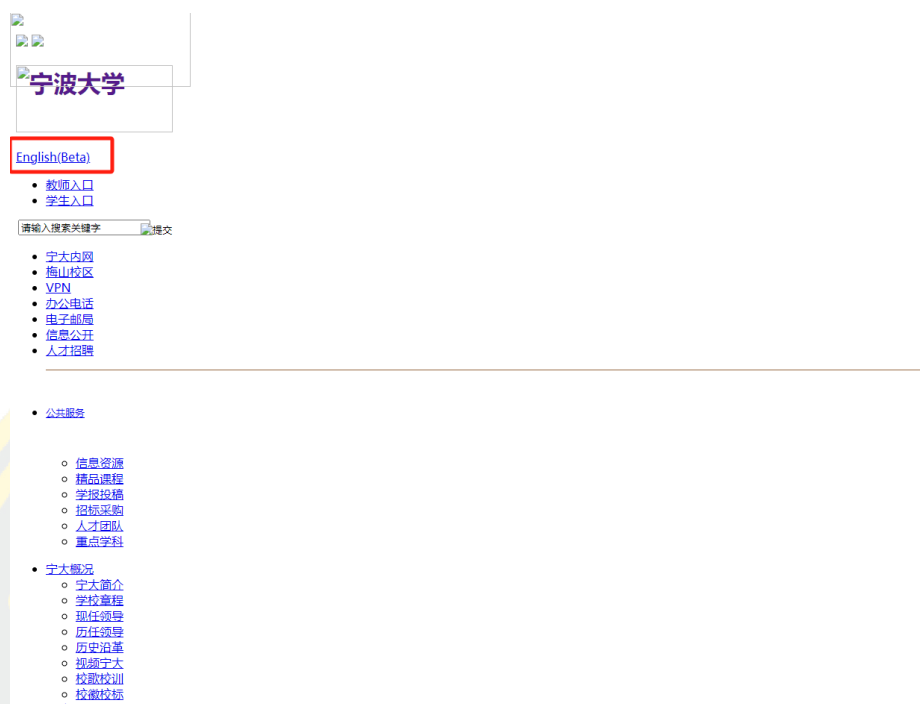 宁波大学
English(Beta)
教师入口
学生入口
请输入搜素关键字 提交
宁大内网
梅山校区
VPN
办公电话
电子邮局
信息公开
人才招聘
公共服务
信息资源
精品课程
学报投稿
招标采购
人才团队
重点学科
宁大概况
宁大简介
学校章程
现任领导
历任领导
历史沿革
视频宁大
校歌校训
校徽校标